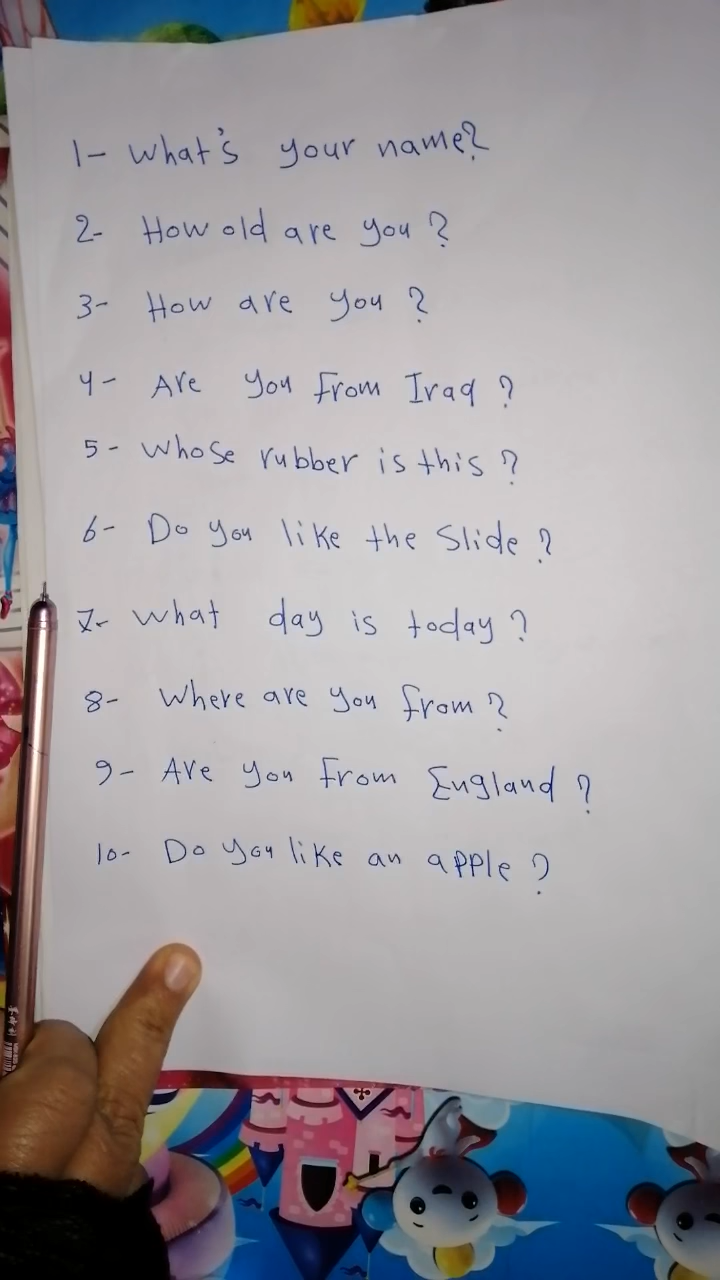 1- What's your name?
2- How old are you?
3- How are you?
4- Are you from Iraq?
5- Whose rubber is this?
6- Do you like the Slide?
7- What day is today?
8- Where are you from?
9- Are you from England?
10- Do you like an apple?